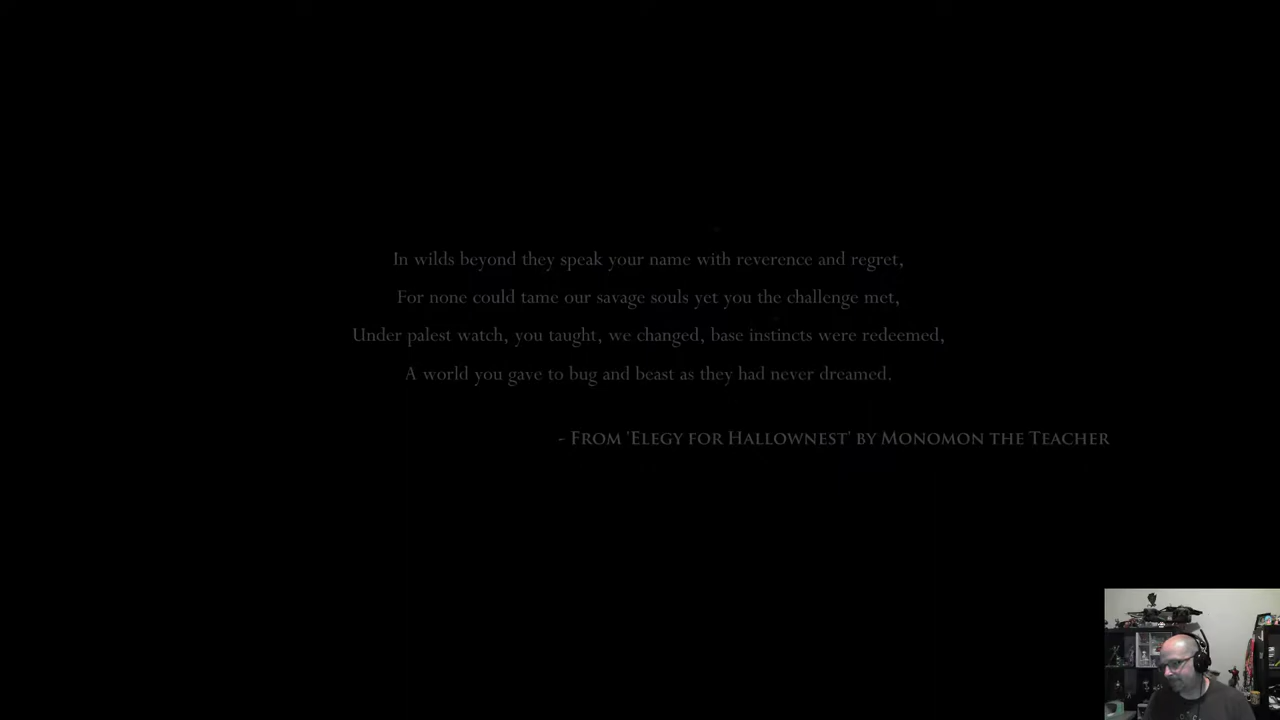 In wilds beyond they speak your name with reverence and regret,
For none could tame our savage souls yet you the challenge met,
Under palest watch, you taught, we changed, base instincts were redeemed,
A world you gave to bug and beast as they had never dreamed.
- From 'Elegy for Hallownest' by Monomon the Teacher